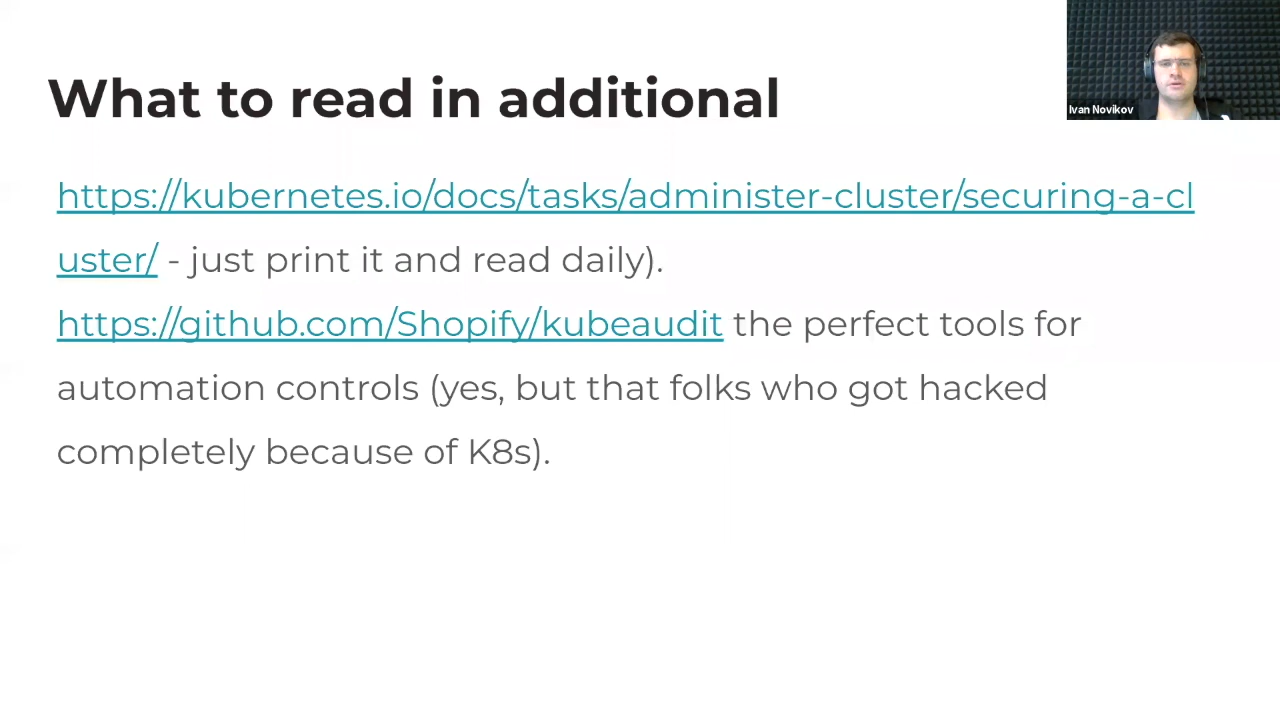 What to read in additional
Ivan Novikov
https://kubernetes.io/docs/tasks/administer-cluster/securing-a-cl
uster/ - just print it and read daily).
https://github.com/Shopify/kubeaudit the perfect tools for
automation controls (yes, but that folks who got hacked
completely because of K8s).